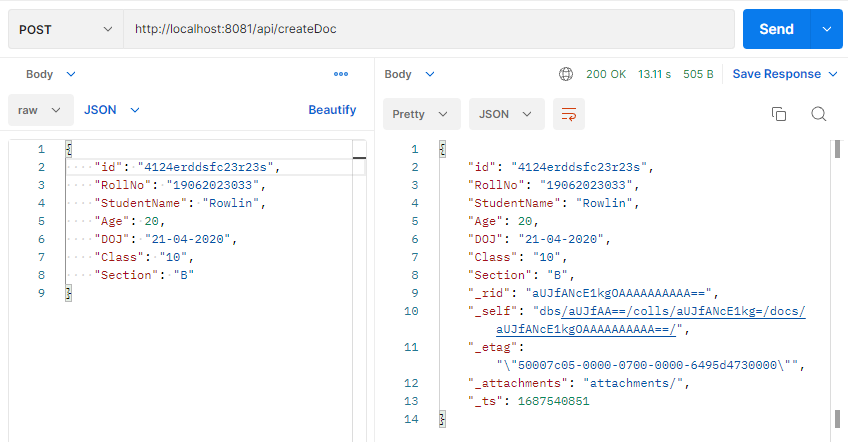 POST http://localhost:8081/api/createDoc Send
Body
raw JSON Beautify
1 {
2 "id": "4124erddsfc23r23s",
3 "RollNo": "19062023033",
4 "StudentName": "Rowlin",
5 "Age": 20,
6 "DOJ": "21-04-2020",
7 "Class": "10",
8 "Section": "B"
9 }
Body 200 OK 13.11 s 505 B Save Response
Pretty JSON
1 {
2 "id": "4124erddsfc23r23s",
3 "RollNo": "19062023033",
4 "StudentName": "Rowlin",
5 "Age": 20,
6 "DOJ": "21-04-2020",
7 "Class": "10",
8 "Section": "B",
9 "_rid": "aUJfANcE1kgOAAAAAAAAAA==",
10 "_self": "dbs/aUJfAA==/colls/aUJfANcE1kg=/docs/
aUJfANcE1kgOAAAAAAAAAA==/",
11 "_etag":
"\"50007c05-0000-0700-0000-6495d4730000\"",
12 "_attachments": "attachments/",
13 "_ts": 1687540851
14 }